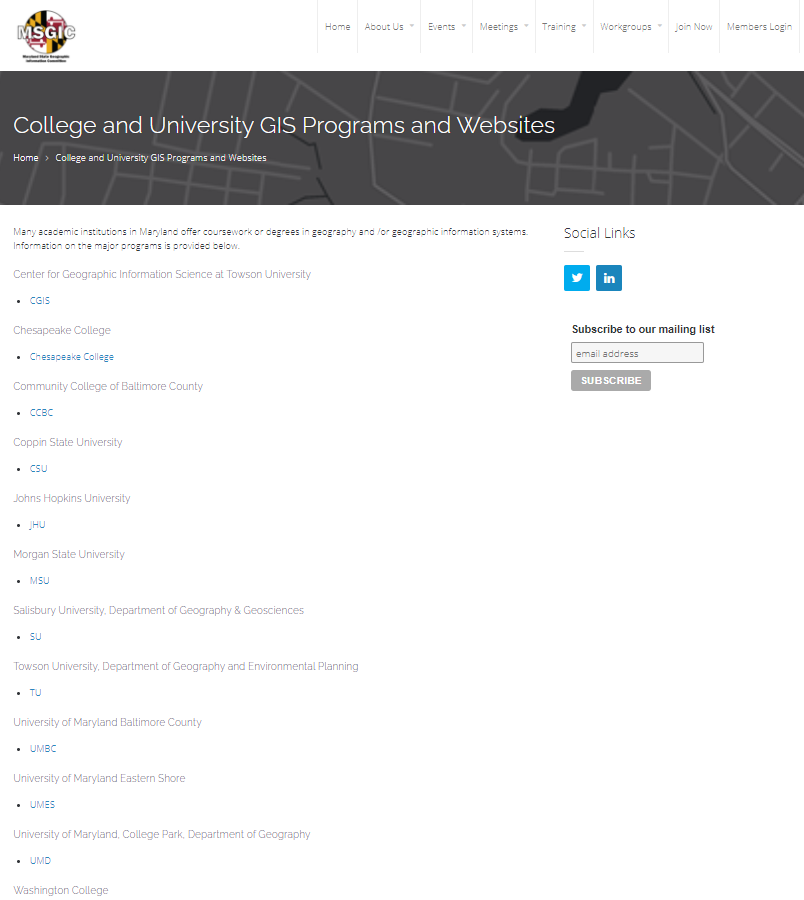 MSGIC
Maryland State Geographic
Information Committee
Home
About Us
Events
Meetings
Training
Workgroups
Join Now
Members Login
College and University GIS Programs and Websites
Home > College and University GIS Programs and Websites
Many academic institutions in Maryland offer coursework or degrees in geography and /or geographic information systems.
Information on the major programs is provided below.
Center for Geographic Information Science at Towson University
CGIS
Chesapeake College
Chesapeake College
Community College of Baltimore County
CCBC
Coppin State University
CSU
Johns Hopkins University
JHU
Morgan State University
MSU
Salisbury University, Department of Geography & Geosciences
SU
Towson University, Department of Geography and Environmental Planning
TU
University of Maryland Baltimore County
UMBC
University of Maryland Eastern Shore
UMES
University of Maryland, College Park, Department of Geography
UMD
Washington College
Social Links
in
Subscribe to our mailing list
email address
SUBSCRIBE